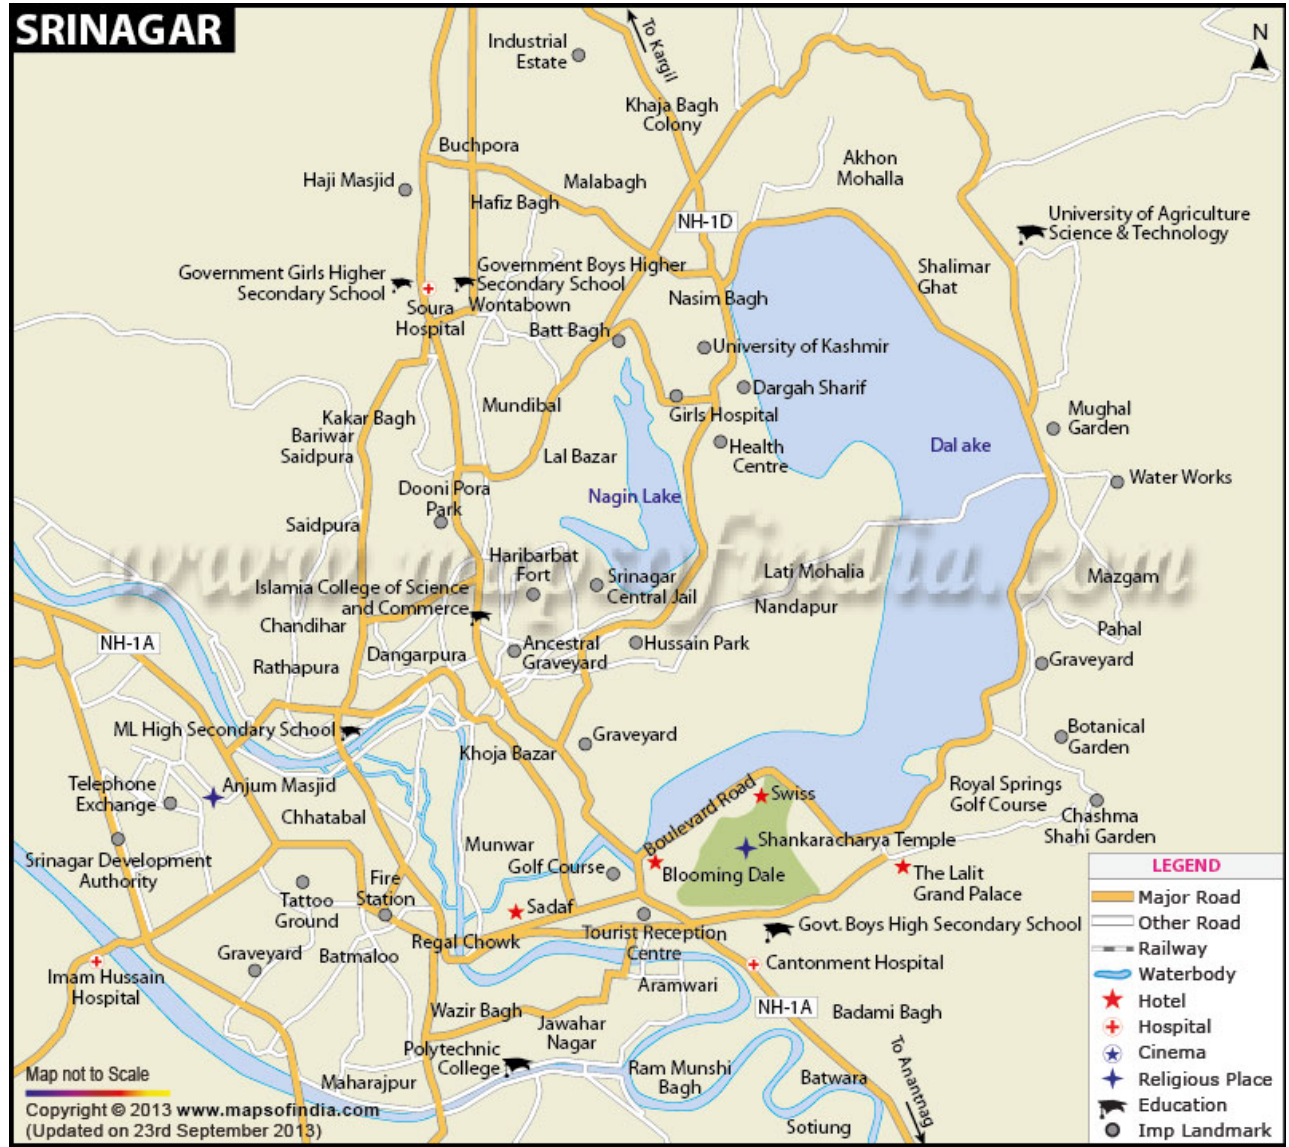 SRINAGAR
N
To Kargil
Industrial
Estate
Khaja Bagh
Colony
Buchpora
Akhon
Mohalla
Haji Masjid
Malabagh
Hafiz Bagh
NH-1D
University of Agriculture
Science & Technology
Government Girls Higher
Secondary School
Government Boys Higher
Secondary School
Shalimar
Ghat
Soura
Hospital
Wontabown
Nasim Bagh
Batt Bagh
University of Kashmir
Dargah Sharif
Kakar Bagh
Mundibal
Girls Hospital
Mughal
Garden
Bariwar
Saidpura
Lal Bazar
Health
Centre
Dal ake
Dooni Pora
Park
Nagin Lake
Water Works
Saidpura
www.mapsofindia.com
Haribarbat
Fort
Islamia College of Science
and Commerce
Srinagar
Central Jail
Lati Mohalia
Mazgam
Nandapur
Chandihar
Pahal
NH-1A
Dangarpura
Ancestral
Graveyard
Hussain Park
Rathapura
Graveyard
ML High Secondary School
Khoja Bazar
Graveyard
Botanical
Garden
Telephone
Exchange
Anjum Masjid
Boulevard Road
Swiss
Royal Springs
Golf Course
Chhatabal
Chashma
Shahi Garden
Munwar
Shankaracharya Temple
Srinagar Development
Authority
Golf Course
Blooming Dale
The Lalit
Grand Palace
Fire
Station
Tattoo
Ground
Sadaf
Govt. Boys High Secondary School
Regal Chowk
Tourist Reception
Centre
Graveyard
Batmaloo
Cantonment Hospital
Imam Hussain
Hospital
Aramwari
Wazir Bagh
NH-1A
Badami Bagh
Jawahar
Nagar
Polytechnic
College
Ram Munshi
Bagh
To Anantnag
Maharajpur
Batwara
Sotiung
Map not to Scale
Copyright © 2013 www.mapsofindia.com
(Updated on 23rd September 2013)
LEGEND
Major Road
Other Road
Railway
Waterbody
Hotel
Hospital
Cinema
Religious Place
Education
Imp Landmark